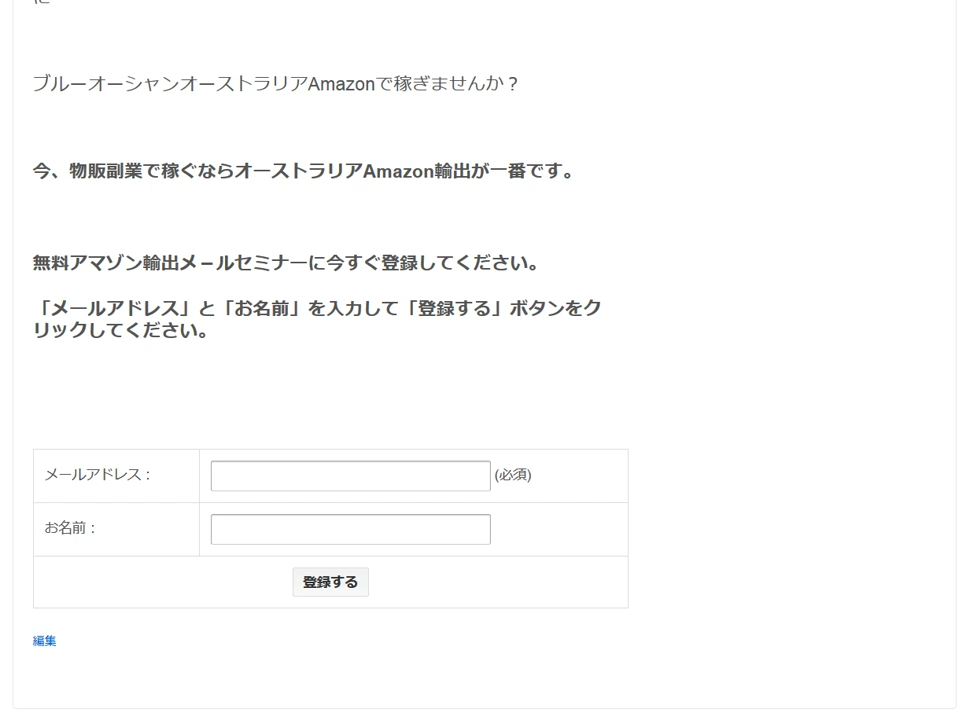 ブルーオーシャンオーストラリアAmazonで稼ぎませんか？
今、物販副業で稼ぐならオーストラリアAmazon輸出が一番です。
無料アマゾン輸出メールセミナーに今すぐ登録してください。
「メールアドレス」と「お名前」を入力して「登録する」ボタンをク
リックしてください。
メールアドレス： (必須)
お名前：
登録する
編集